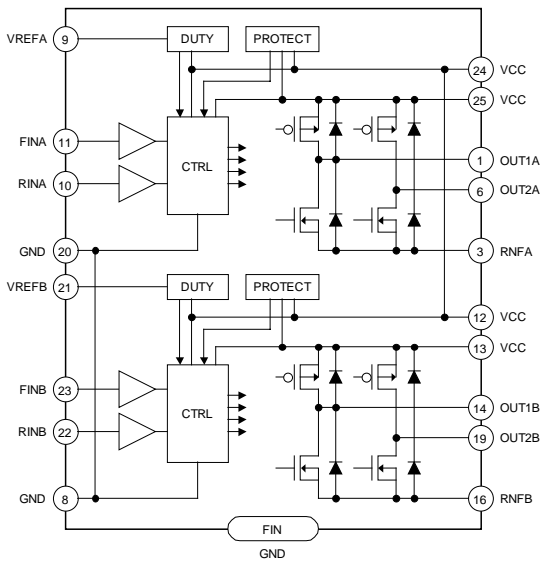 VREFA 9 DUTY PROTECT
24 VCC
25 VCC
FINA 11
CTRL
1 OUT1A
RINA 10
6 OUT2A
GND 20
3 RNFA
VREFB 21 DUTY PROTECT
12 VCC
13 VCC
FINB 23
CTRL
14 OUT1B
RINB 22
19 OUT2B
GND 8
16 RNFB
FIN
GND